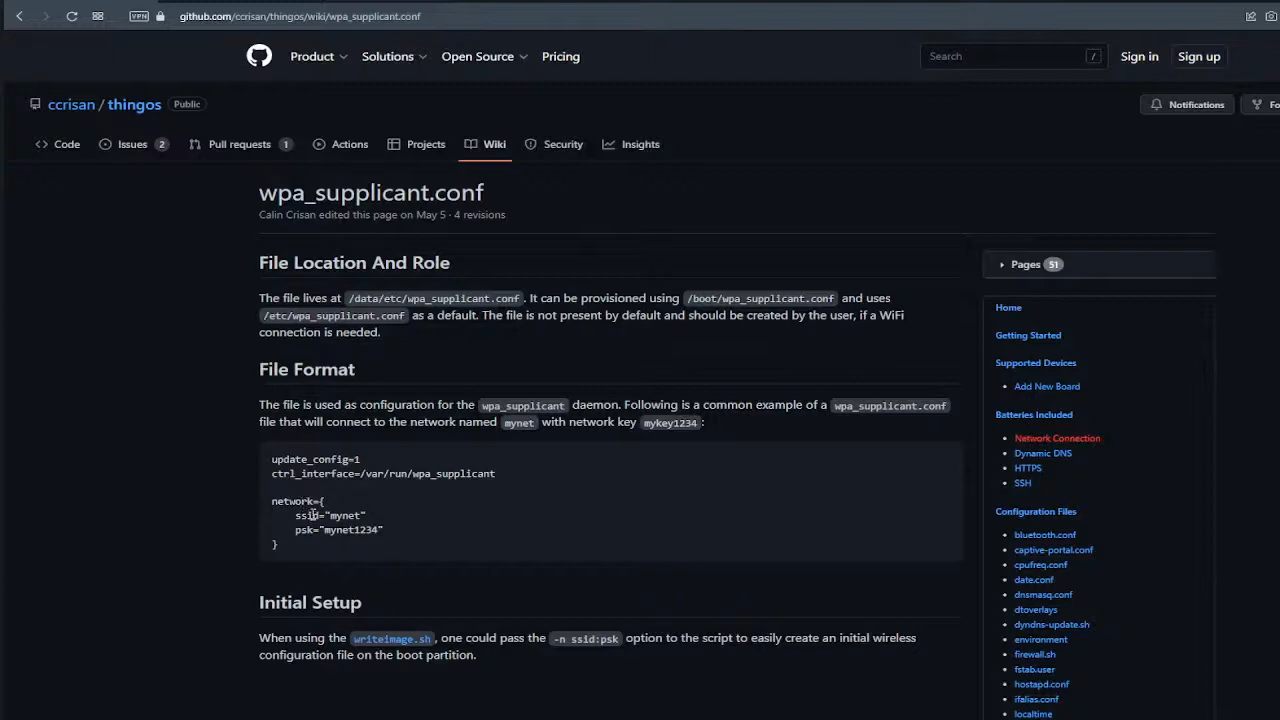 github.com/ccrisan/thingos/wiki/wpa_supplicant.conf
VPN
Product Solutions Open Source Pricing Search / Sign in Sign up
ccrisan / thingos Public Notifications Fo
Code Issues 2 Pull requests 1 Actions Projects Wiki Security Insights
wpa_supplicant.conf
Calin Crisan edited this page on May 5 · 4 revisions
File Location And Role
The file lives at /data/etc/wpa_supplicant.conf. It can be provisioned using /boot/wpa_supplicant.conf and uses
/etc/wpa_supplicant.conf as a default. The file is not present by default and should be created by the user, if a WiFi
connection is needed.
File Format
The file is used as configuration for the wpa_supplicant daemon. Following is a common example of a wpa_supplicant.conf
file that will connect to the network named mynet with network key mykey1234:
update_config=1
ctrl_interface=/var/run/wpa_supplicant
network={
ssid="mynet"
psk="mynet1234"
}
Initial Setup
When using the writeimage.sh, one could pass the -n ssid:psk option to the script to easily create an initial wireless
configuration file on the boot partition.
Pages 51
Home
Getting Started
Supported Devices
Add New Board
Batteries Included
Network Connection
Dynamic DNS
HTTPS
SSH
Configuration Files
bluetooth.conf
captive-portal.conf
cpufreq.conf
date.conf
dnsmasq.conf
dtoverlays
dyndns-update.sh
environment
firewall.sh
fstab.user
hostapd.conf
ifalias.conf
localtime